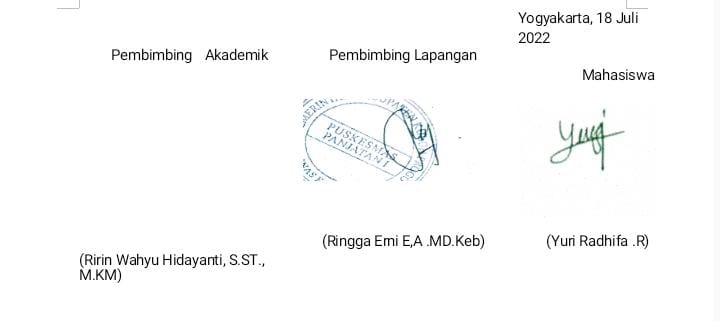 Yogyakarta, 18 Juli
2022
Pembimbing Akademik
Pembimbing Lapangan
Mahasiswa
PUSKESMAS
PANJATAN I
Yuri
(Ringga Erni E,A .MD.Keb)
(Yuri Radhifa .R)
(Ririn Wahyu Hidayanti, S.ST.,
M.KM)